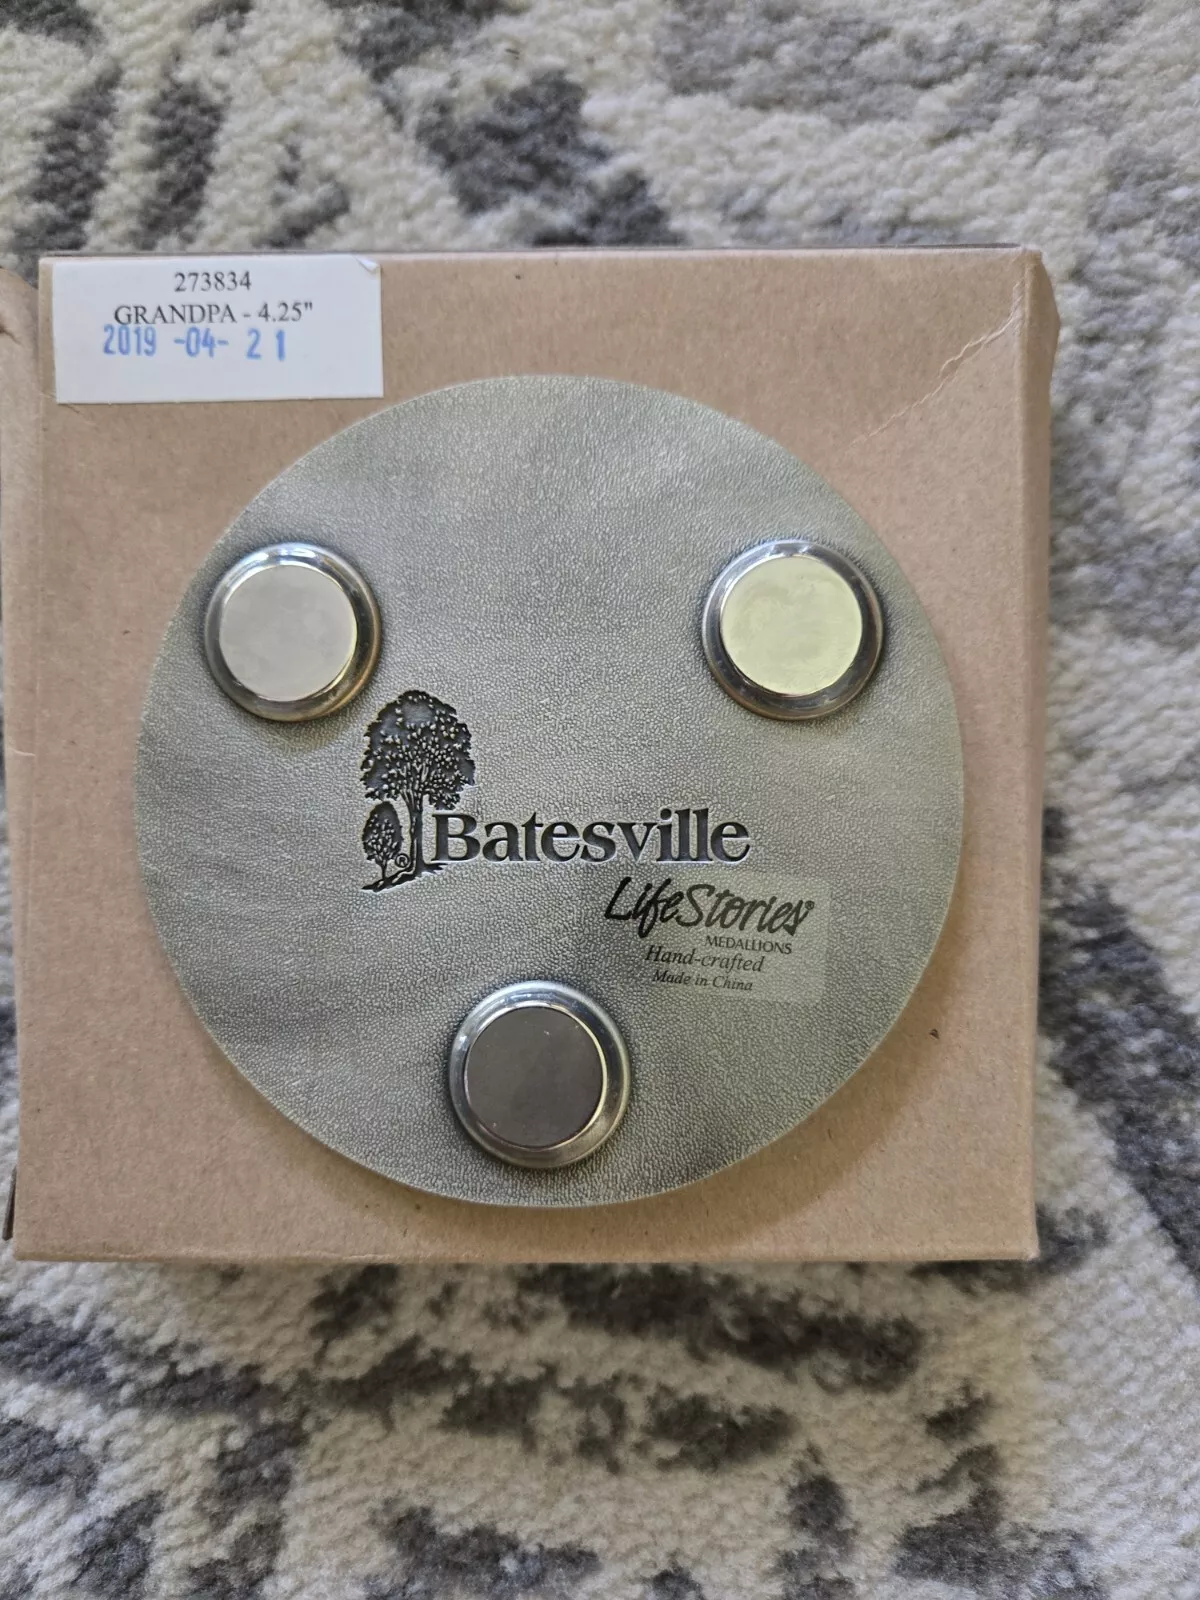 273834
GRANDPA - 4.25"
2019 -04- 21
Batesville
®
LifeStories®
MEDALLIONS
Hand-crafted
Made in China